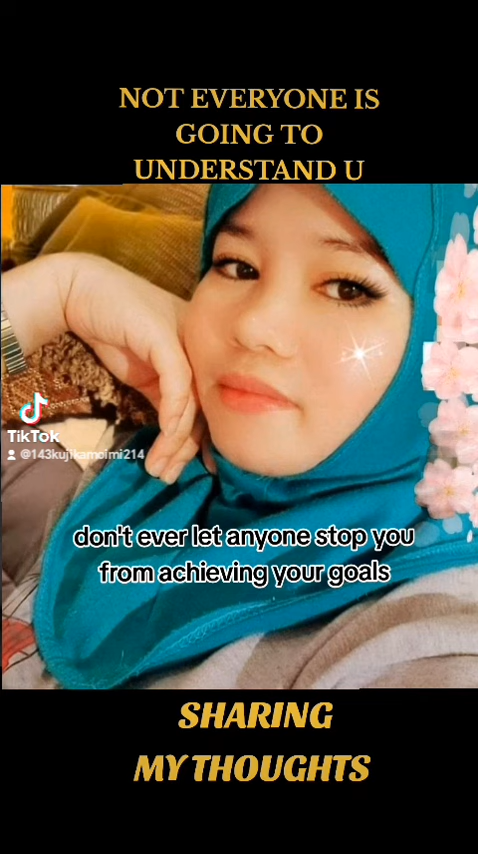 NOT EVERYONE IS
GOING TO
UNDERSTAND U
TikTok
@143kujikamoimi214
don't ever let anyone stop you
from achieving your goals
SHARING
MY THOUGHTS